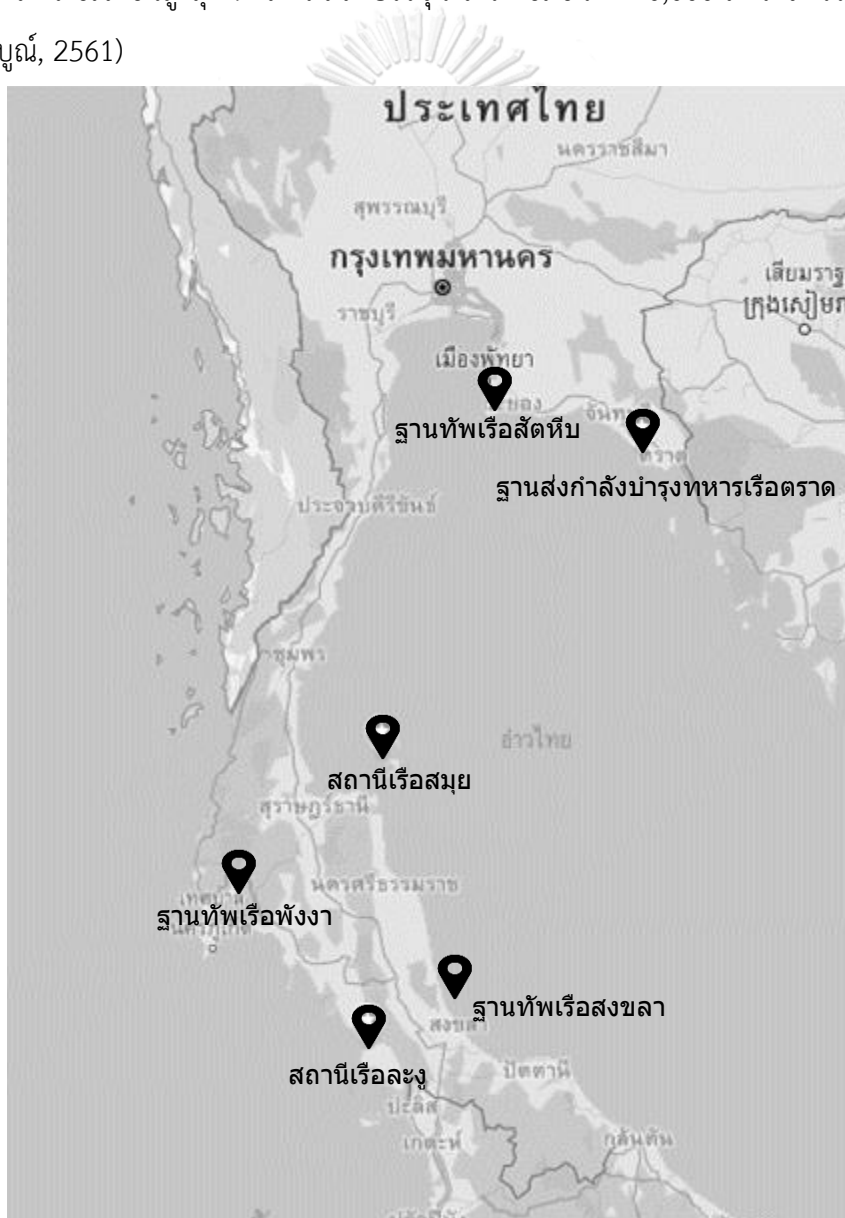 บูณ์, 2561)
ประเทศไทย
นครราชสีมา
สุพรรณบุรี
กรุงเทพมหานคร
เสียมราฐ
ราชบุรี
เมืองพัทยา
ฐานทัพเรือสัตหีบ
ตราด
ฐานส่งกำลังบำรุงทหารเรือตราด
ประจวบคีรีขันธ์
ชุมพร
อ่าวไทย
สถานีเรือสมุย
สุราษฎร์ธานี
นครศรีธรรมราช
ฐานทัพเรือพังงา
ฐานทัพเรือสงขลา
สงขลา
สถานีเรือละงู
ปัตตานี
ปะลิส
เกดะห์
กลันตัน